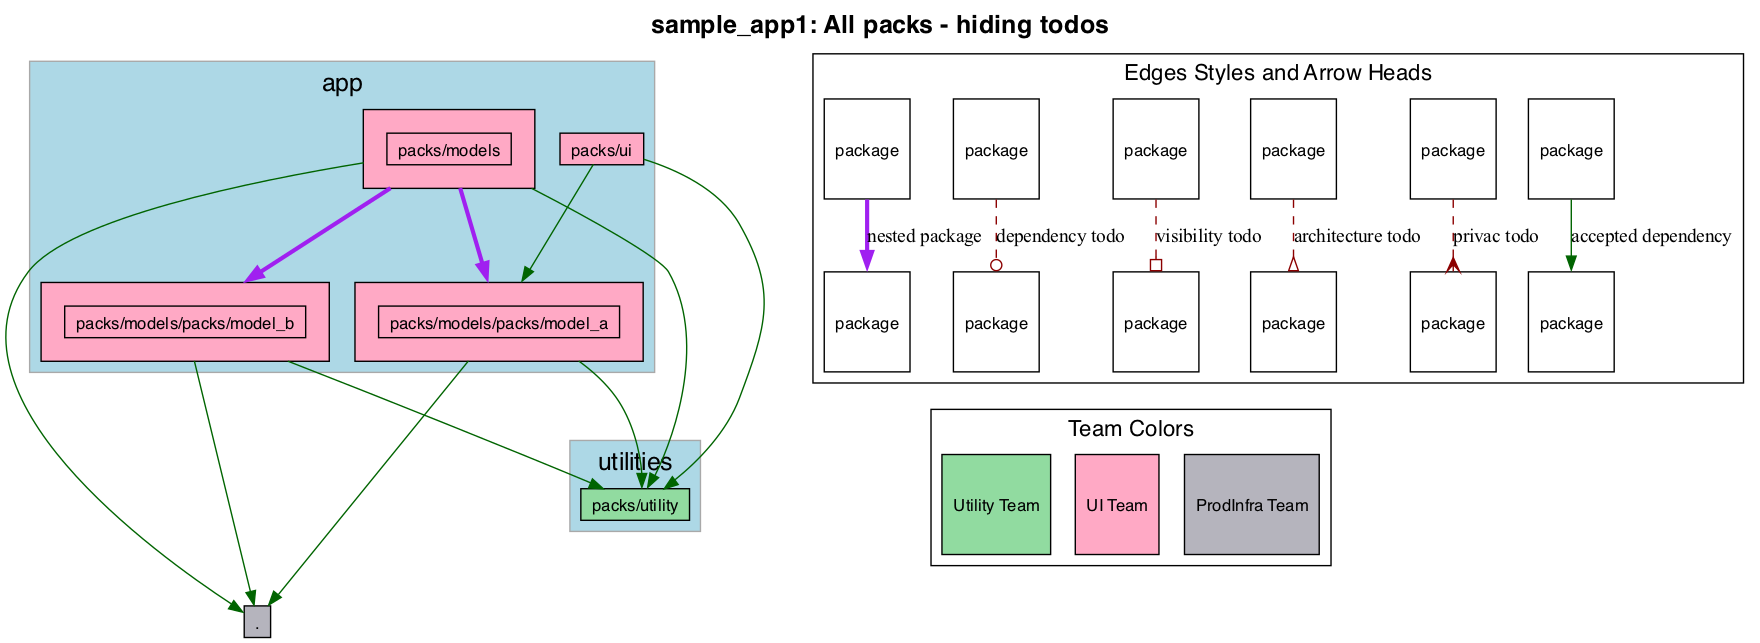 sample_app1: All packs - hiding todos
app
packs/models
packs/ui
packs/models/packs/model_b
packs/models/packs/model_a
utilities
packs/utility
.
Edges Styles and Arrow Heads
package package package package package package
nested package dependency todo visibility todo architecture todo privac todo accepted dependency
package package package package package package
Team Colors
Utility Team UI Team ProdInfra Team